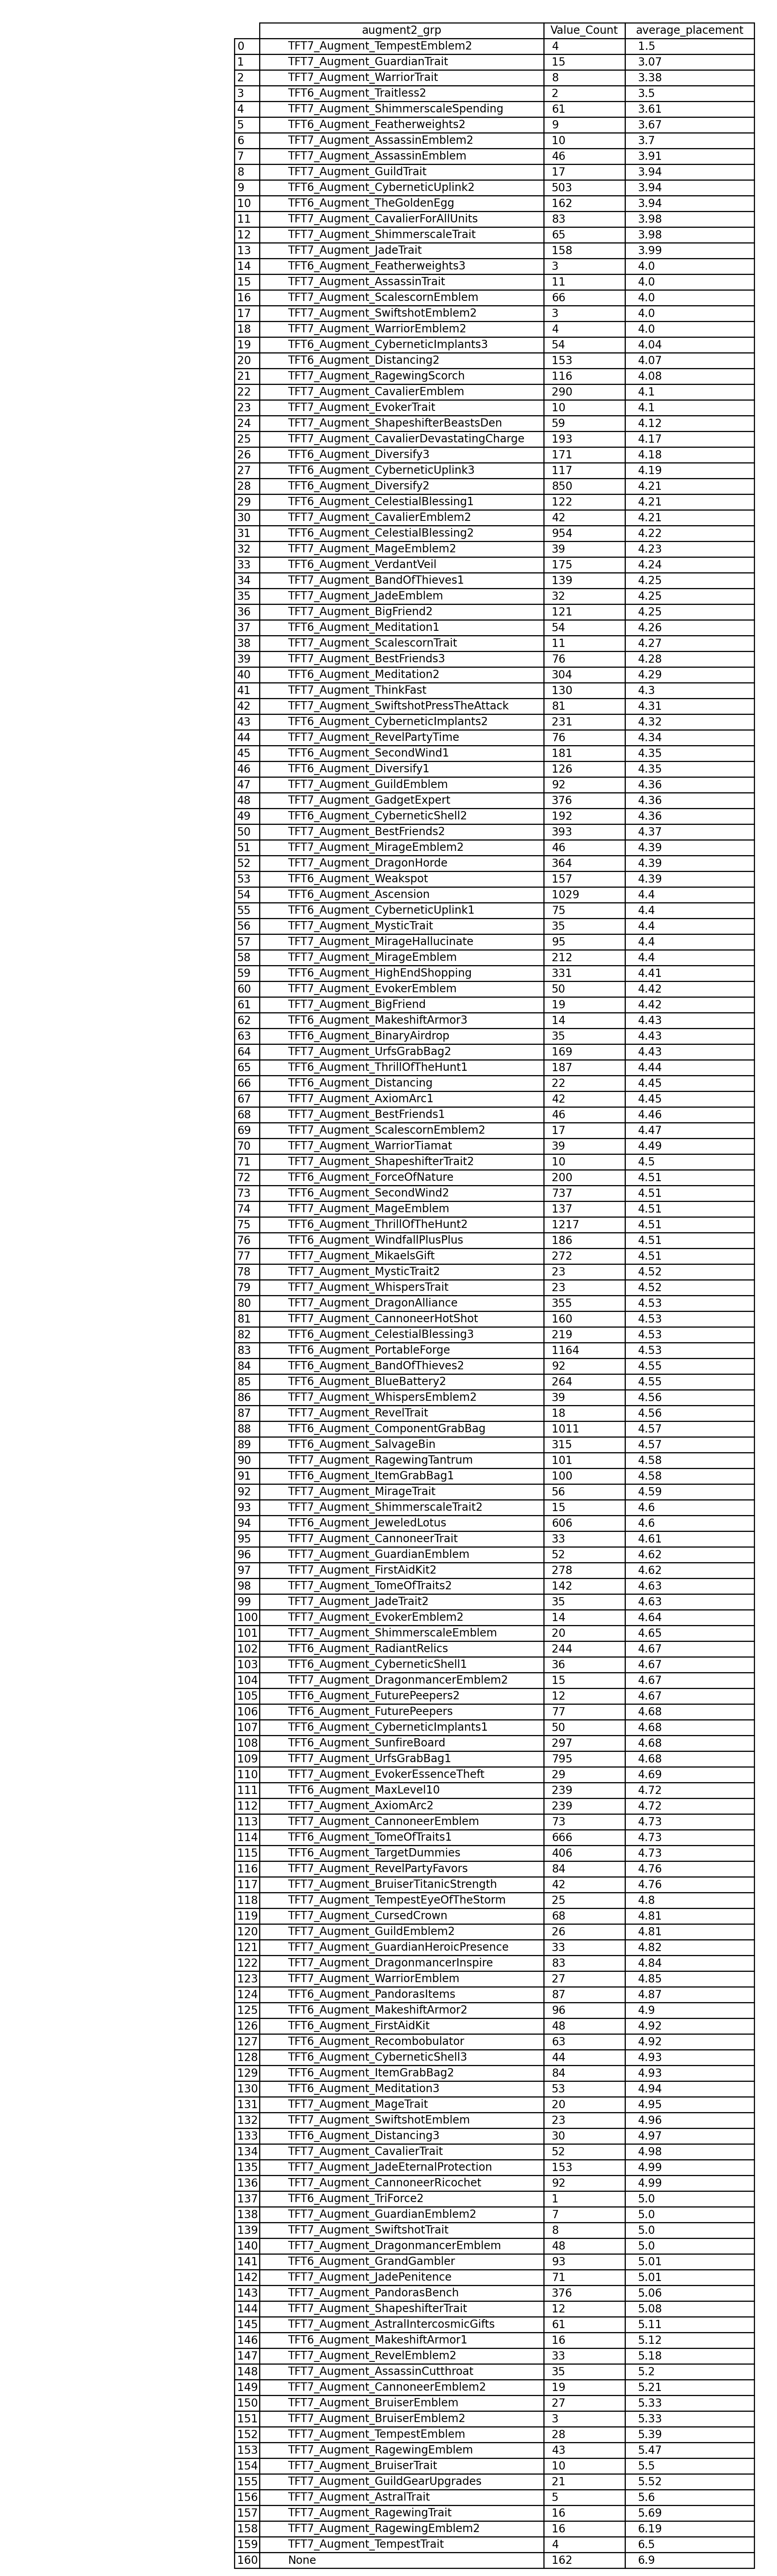 augment2_grp Value_Count average_placement
0 TFT7_Augment_TempestEmblem2 4 1.5
1 TFT7_Augment_GuardianTrait 15 3.07
2 TFT7_Augment_WarriorTrait 8 3.38
3 TFT6_Augment_Traitless2 2 3.5
4 TFT7_Augment_ShimmerscaleSpending 61 3.61
5 TFT6_Augment_Featherweights2 9 3.67
6 TFT7_Augment_AssassinEmblem2 10 3.7
7 TFT7_Augment_AssassinEmblem 46 3.91
8 TFT7_Augment_GuildTrait 17 3.94
9 TFT6_Augment_CyberneticUplink2 503 3.94
10 TFT6_Augment_TheGoldenEgg 162 3.94
11 TFT7_Augment_CavalierForAllUnits 83 3.98
12 TFT7_Augment_ShimmerscaleTrait 65 3.98
13 TFT7_Augment_JadeTrait 158 3.99
14 TFT6_Augment_Featherweights3 3 4.0
15 TFT7_Augment_AssassinTrait 11 4.0
16 TFT7_Augment_ScalescornEmblem 66 4.0
17 TFT7_Augment_SwiftshotEmblem2 3 4.0
18 TFT7_Augment_WarriorEmblem2 4 4.0
19 TFT6_Augment_CyberneticImplants3 54 4.04
20 TFT6_Augment_Distancing2 153 4.07
21 TFT7_Augment_RagewingScorch 116 4.08
22 TFT7_Augment_CavalierEmblem 290 4.1
23 TFT7_Augment_EvokerTrait 10 4.1
24 TFT7_Augment_ShapeshifterBeastsDen 59 4.12
25 TFT7_Augment_CavalierDevastatingCharge 193 4.17
26 TFT6_Augment_Diversify3 171 4.18
27 TFT6_Augment_CyberneticUplink3 117 4.19
28 TFT6_Augment_Diversify2 850 4.21
29 TFT6_Augment_CelestialBlessing1 122 4.21
30 TFT7_Augment_CavalierEmblem2 42 4.21
31 TFT6_Augment_CelestialBlessing2 954 4.22
32 TFT7_Augment_MageEmblem2 39 4.23
33 TFT6_Augment_VerdantVeil 175 4.24
34 TFT7_Augment_BandOfThieves1 139 4.25
35 TFT7_Augment_JadeEmblem 32 4.25
36 TFT7_Augment_BigFriend2 121 4.25
37 TFT6_Augment_Meditation1 54 4.26
38 TFT7_Augment_ScalescornTrait 11 4.27
39 TFT7_Augment_BestFriends3 76 4.28
40 TFT6_Augment_Meditation2 304 4.29
41 TFT7_Augment_ThinkFast 130 4.3
42 TFT7_Augment_SwiftshotPressTheAttack 81 4.31
43 TFT6_Augment_CyberneticImplants2 231 4.32
44 TFT7_Augment_RevelPartyTime 76 4.34
45 TFT6_Augment_SecondWind1 181 4.35
46 TFT6_Augment_Diversify1 126 4.35
47 TFT7_Augment_GuildEmblem 92 4.36
48 TFT7_Augment_GadgetExpert 376 4.36
49 TFT6_Augment_CyberneticShell2 192 4.36
50 TFT7_Augment_BestFriends2 393 4.37
51 TFT7_Augment_MirageEmblem2 46 4.39
52 TFT7_Augment_DragonHorde 364 4.39
53 TFT6_Augment_Weakspot 157 4.39
54 TFT6_Augment_Ascension 1029 4.4
55 TFT6_Augment_CyberneticUplink1 75 4.4
56 TFT7_Augment_MysticTrait 35 4.4
57 TFT7_Augment_MirageHallucinate 95 4.4
58 TFT7_Augment_MirageEmblem 212 4.4
59 TFT6_Augment_HighEndShopping 331 4.41
60 TFT7_Augment_EvokerEmblem 50 4.42
61 TFT7_Augment_BigFriend 19 4.42
62 TFT6_Augment_MakeshiftArmor3 14 4.43
63 TFT6_Augment_BinaryAirdrop 35 4.43
64 TFT7_Augment_UrfsGrabBag2 169 4.43
65 TFT6_Augment_ThrillOfTheHunt1 187 4.44
66 TFT6_Augment_Distancing 22 4.45
67 TFT7_Augment_AxiomArc1 42 4.45
68 TFT7_Augment_BestFriends1 46 4.46
69 TFT7_Augment_ScalescornEmblem2 17 4.47
70 TFT7_Augment_WarriorTiamat 39 4.49
71 TFT7_Augment_ShapeshifterTrait2 10 4.5
72 TFT6_Augment_ForceOfNature 200 4.51
73 TFT6_Augment_SecondWind2 737 4.51
74 TFT7_Augment_MageEmblem 137 4.51
75 TFT6_Augment_ThrillOfTheHunt2 1217 4.51
76 TFT6_Augment_WindfallPlusPlus 186 4.51
77 TFT7_Augment_MikaelsGift 272 4.51
78 TFT7_Augment_MysticTrait2 23 4.52
79 TFT7_Augment_WhispersTrait 23 4.52
80 TFT7_Augment_DragonAlliance 355 4.53
81 TFT7_Augment_CannoneerHotShot 160 4.53
82 TFT6_Augment_CelestialBlessing3 219 4.53
83 TFT6_Augment_PortableForge 1164 4.53
84 TFT6_Augment_BandOfThieves2 92 4.55
85 TFT6_Augment_BlueBattery2 264 4.55
86 TFT7_Augment_WhispersEmblem2 39 4.56
87 TFT7_Augment_RevelTrait 18 4.56
88 TFT6_Augment_ComponentGrabBag 1011 4.57
89 TFT6_Augment_SalvageBin 315 4.57
90 TFT7_Augment_RagewingTantrum 101 4.58
91 TFT6_Augment_ItemGrabBag1 100 4.58
92 TFT7_Augment_MirageTrait 56 4.59
93 TFT7_Augment_ShimmerscaleTrait2 15 4.6
94 TFT6_Augment_JeweledLotus 606 4.6
95 TFT7_Augment_CannoneerTrait 33 4.61
96 TFT7_Augment_GuardianEmblem 52 4.62
97 TFT7_Augment_FirstAidKit2 278 4.62
98 TFT7_Augment_TomeOfTraits2 142 4.63
99 TFT7_Augment_JadeTrait2 35 4.63
100 TFT7_Augment_EvokerEmblem2 14 4.64
101 TFT7_Augment_ShimmerscaleEmblem 20 4.65
102 TFT6_Augment_RadiantRelics 244 4.67
103 TFT6_Augment_CyberneticShell1 36 4.67
104 TFT7_Augment_DragonmancerEmblem2 15 4.67
105 TFT6_Augment_FuturePeepers2 12 4.67
106 TFT6_Augment_FuturePeepers 77 4.68
107 TFT6_Augment_CyberneticImplants1 50 4.68
108 TFT6_Augment_SunfireBoard 297 4.68
109 TFT7_Augment_UrfsGrabBag1 795 4.68
110 TFT7_Augment_EvokerEssenceTheft 29 4.69
111 TFT6_Augment_MaxLevel10 239 4.72
112 TFT7_Augment_AxiomArc2 239 4.72
113 TFT7_Augment_CannoneerEmblem 73 4.73
114 TFT6_Augment_TomeOfTraits1 666 4.73
115 TFT6_Augment_TargetDummies 406 4.73
116 TFT7_Augment_RevelPartyFavors 84 4.76
117 TFT7_Augment_BruiserTitanicStrength 42 4.76
118 TFT7_Augment_TempestEyeOfTheStorm 25 4.8
119 TFT7_Augment_CursedCrown 68 4.81
120 TFT7_Augment_GuildEmblem2 26 4.81
121 TFT7_Augment_GuardianHeroicPresence 33 4.82
122 TFT7_Augment_DragonmancerInspire 83 4.84
123 TFT7_Augment_WarriorEmblem 27 4.85
124 TFT6_Augment_PandorasItems 87 4.87
125 TFT6_Augment_MakeshiftArmor2 96 4.9
126 TFT6_Augment_FirstAidKit 48 4.92
127 TFT6_Augment_Recombobulator 63 4.92
128 TFT6_Augment_CyberneticShell3 44 4.93
129 TFT6_Augment_ItemGrabBag2 84 4.93
130 TFT6_Augment_Meditation3 53 4.94
131 TFT7_Augment_MageTrait 20 4.95
132 TFT7_Augment_SwiftshotEmblem 23 4.96
133 TFT6_Augment_Distancing3 30 4.97
134 TFT7_Augment_CavalierTrait 52 4.98
135 TFT7_Augment_JadeEternalProtection 153 4.99
136 TFT7_Augment_CannoneerRicochet 92 4.99
137 TFT6_Augment_TriForce2 1 5.0
138 TFT7_Augment_GuardianEmblem2 7 5.0
139 TFT7_Augment_SwiftshotTrait 8 5.0
140 TFT7_Augment_DragonmancerEmblem 48 5.0
141 TFT6_Augment_GrandGambler 93 5.01
142 TFT7_Augment_JadePenitence 71 5.01
143 TFT7_Augment_PandorasBench 376 5.06
144 TFT7_Augment_ShapeshifterTrait 12 5.08
145 TFT7_Augment_AstralIntercosmicGifts 61 5.11
146 TFT6_Augment_MakeshiftArmor1 16 5.12
147 TFT7_Augment_RevelEmblem2 33 5.18
148 TFT7_Augment_AssassinCutthroat 35 5.2
149 TFT7_Augment_CannoneerEmblem2 19 5.21
150 TFT7_Augment_BruiserEmblem 27 5.33
151 TFT7_Augment_BruiserEmblem2 3 5.33
152 TFT7_Augment_TempestEmblem 28 5.39
153 TFT7_Augment_RagewingEmblem 43 5.47
154 TFT7_Augment_BruiserTrait 10 5.5
155 TFT7_Augment_GuildGearUpgrades 21 5.52
156 TFT7_Augment_AstralTrait 5 5.6
157 TFT7_Augment_RagewingTrait 16 5.69
158 TFT7_Augment_RagewingEmblem2 16 6.19
159 TFT7_Augment_TempestTrait 4 6.5
160 None 162 6.9